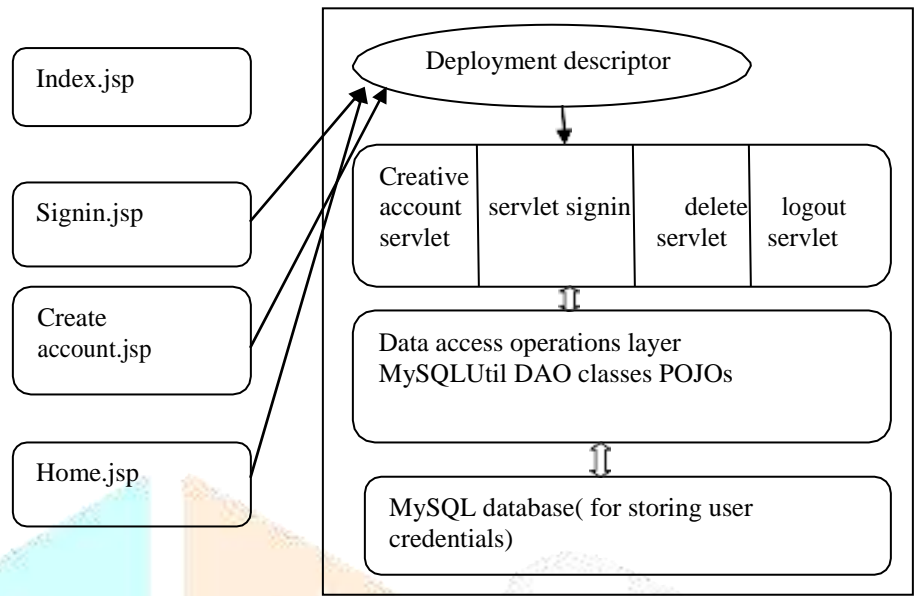 Index.jsp
Signin.jsp
Create
account.jsp
Home.jsp
Deployment descriptor
Creative
account
servlet
servlet signin
delete
servlet
logout
servlet
Data access operations layer
MySQLUtil DAO classes POJOs
MySQL database( for storing user
credentials)